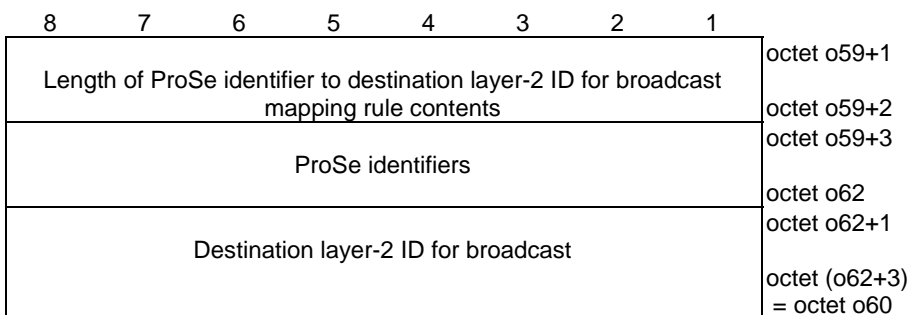 8 7 6 5 4 3 2 1
Length of ProSe identifier to destination layer-2 ID for broadcast
mapping rule contents
octet o59+1
octet o59+2
ProSe identifiers
octet o59+3
octet o62
Destination layer-2 ID for broadcast
octet o62+1
octet (o62+3)
= octet o60